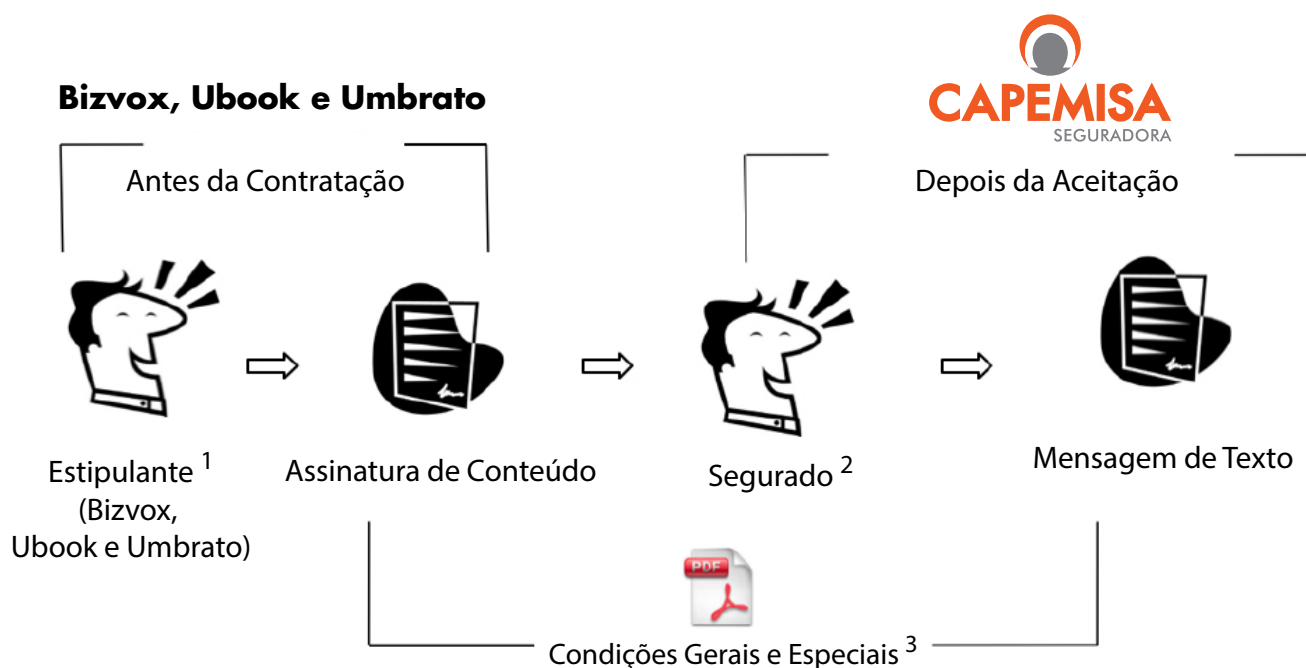 Bizvox, Ubook e Umbrato
CAPEMISA
SEGURADORA
Antes da Contratação
Depois da Aceitação
Estipulante 1
(Bizvox,
Ubook e Umbrato)
Assinatura de Conteúdo
Segurado 2
Mensagem de Texto
PDF
Condições Gerais e Especiais 3